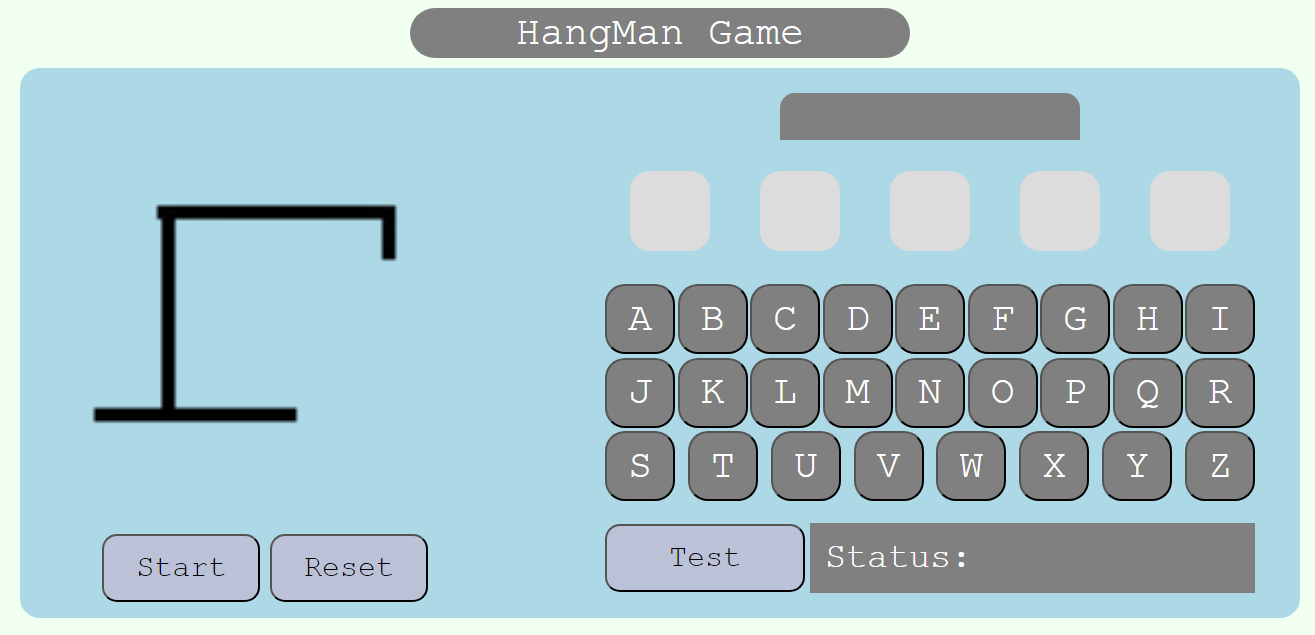 HangMan Game
A B C D E F G H I
J K L M N O P Q R
S T U V W X Y Z
Start Reset Test Status: